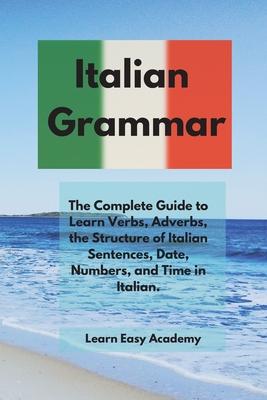 Italian
Grammar
The Complete Guide to
Learn Verbs, Adverbs,
the Structure of Italian
Sentences, Date,
Numbers, and Time in
Italian.
Learn Easy Academy